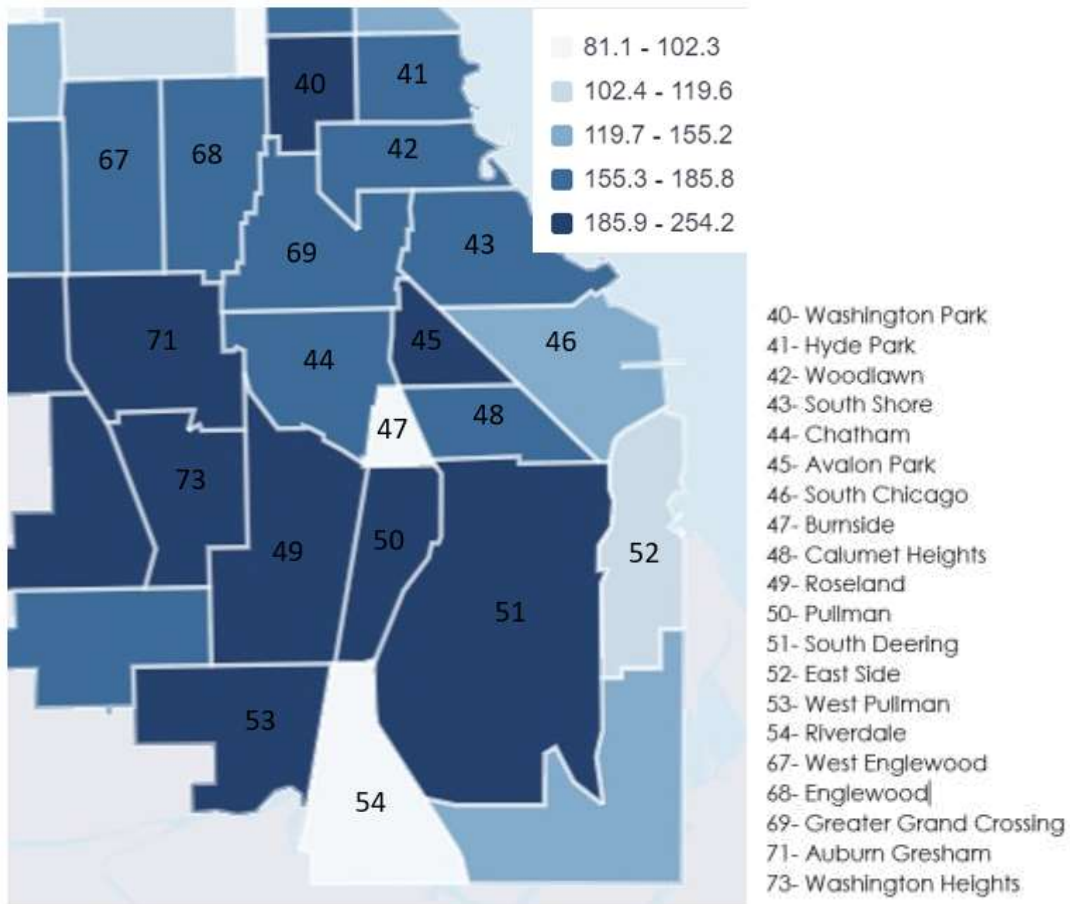 81.1 - 102.3
102.4 - 119.6
119.7 - 155.2
155.3 - 185.8
185.9 - 254.2
40
41
67
68
42
69
43
71
44
45
46
47
48
73
49
50
52
51
53
54
40- Washington Park
41- Hyde Park
42- Woodlawn
43- South Shore
44- Chatham
45- Avalon Park
46- South Chicago
47- Burnside
48- Calumet Heights
49- Roseland
50- Pullman
51- South Deering
52- East Side
53- West Pullman
54- Riverdale
67- West Englewood
68- Englewood
69- Greater Grand Crossing
71- Auburn Gresham
73- Washington Heights